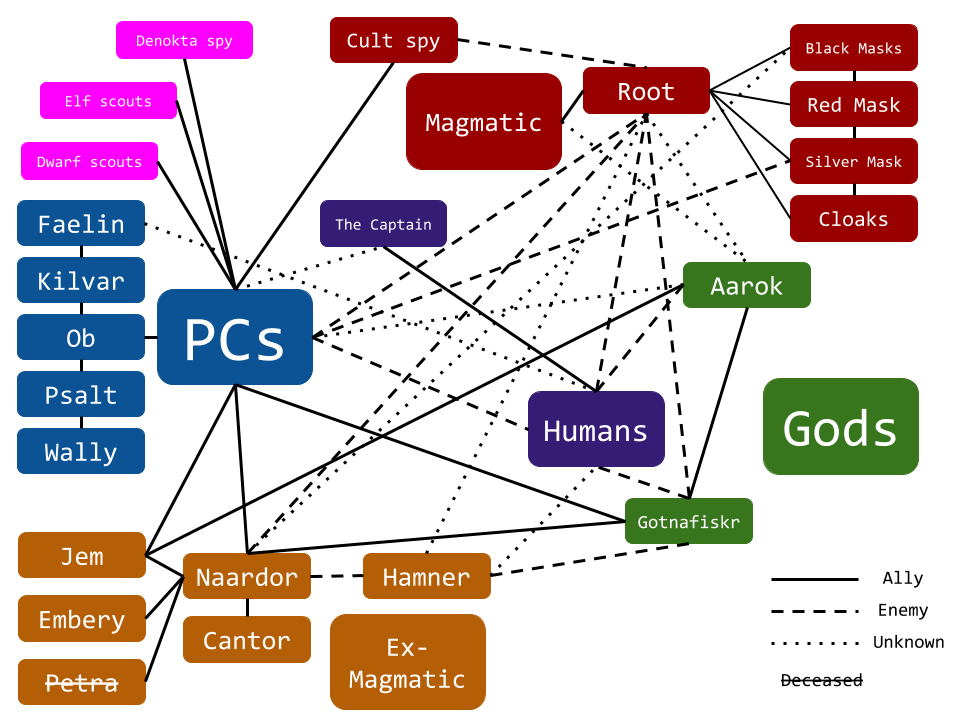 Denokta spy
Cult spy
Black Masks
Elf scouts
Magmatic
Root
Red Mask
Dwarf scouts
Silver Mask
Faelin
The Captain
Cloaks
Kilvar
Aarok
Ob
PCs
Psalt
Humans
Gods
Wally
Gotnafiskr
Jem
Naardor
Hamner
Ally
Embery
Enemy
Cantor
Ex-
Magmatic
Unknown
Petra
Deceased